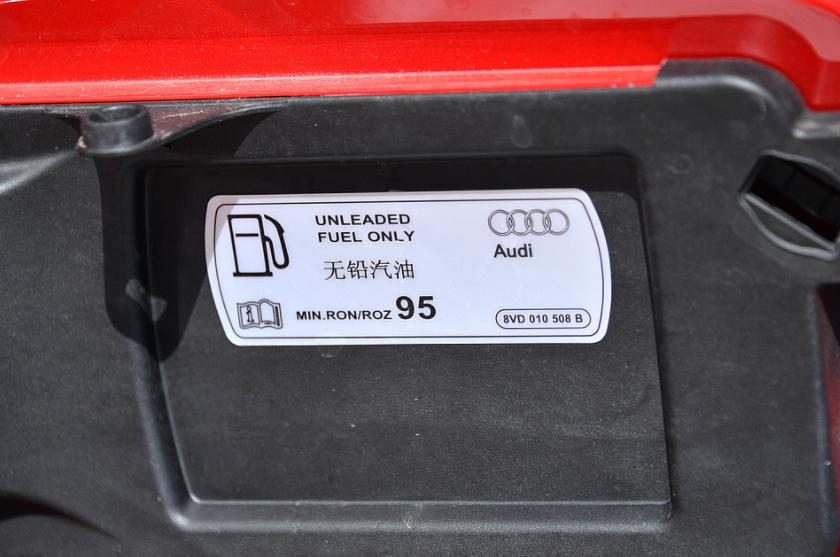 UNLEADED
FUEL ONLY
无铅汽油
MIN.RON/ROZ 95
Audi
8VD 010 508 B